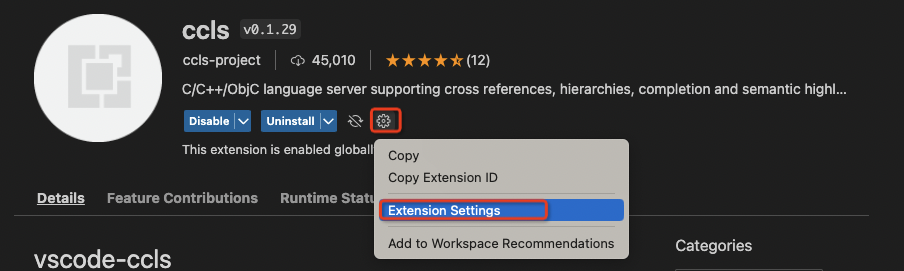 ccls v0.1.29
ccls-project 45,010 (12)
C/C++/ObjC language server supporting cross references, hierarchies, completion and semantic highl...
Disable Uninstall
This extension is enabled globall
Copy
Copy Extension ID
Details Feature Contributions Runtime Statu
Extension Settings
Add to Workspace Recommendations
vscode-ccls
Categories